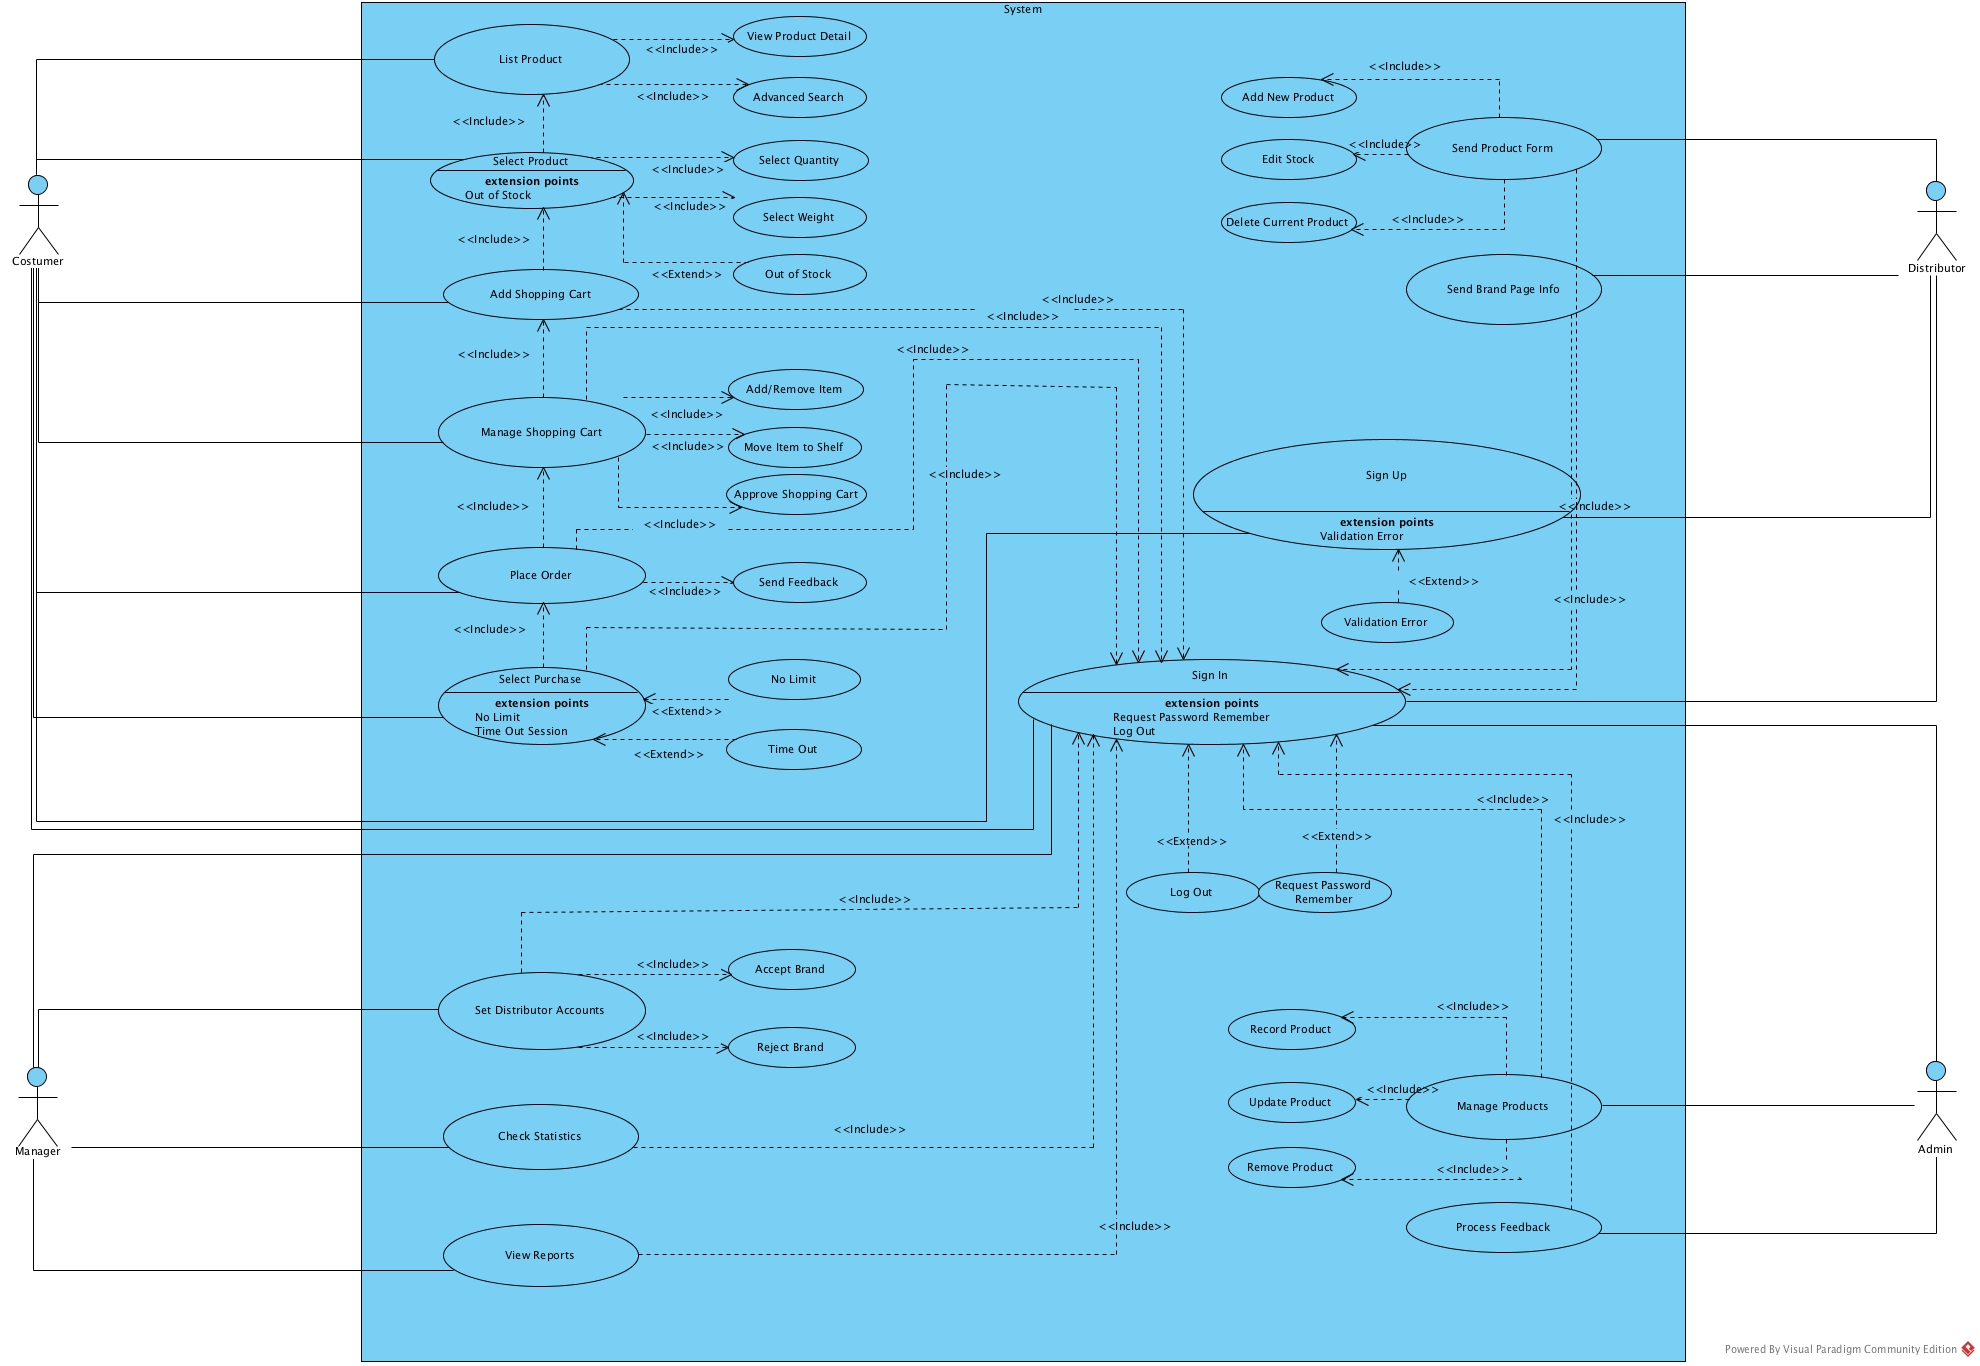 System
List Product
<<Include>>
View Product Detail
<<Include>>
Advanced Search
<<Include>>
Select Product
extension points
Out of Stock
<<Include>>
Select Quantity
<<Include>>
Select Weight
<<Extend>>
Out of Stock
<<Include>>
Costumer
Add Shopping Cart
<<Include>>
<<Include>>
<<Include>>
<<Include>>
Manage Shopping Cart
<<Include>>
Add/Remove Item
<<Include>>
Move Item to Shelf
Approve Shopping Cart
<<Include>>
<<Include>>
<<Include>>
Place Order
<<Include>>
Send Feedback
<<Include>>
Select Purchase
extension points
No Limit
Time Out Session
No Limit
<<Extend>>
Time Out
<<Extend>>
<<Include>>
Add New Product
<<Include>>
Edit Stock
Send Product Form
<<Include>>
Delete Current Product
Send Brand Page Info
Distributor
Sign Up
extension points
Validation Error
<<Include>>
<<Extend>>
<<Include>>
Validation Error
Sign In
extension points
Request Password Remember
Log Out
<<Include>>
<<Include>>
<<Extend>>
<<Extend>>
Log Out
Request Password
Remember
<<Include>>
Set Distributor Accounts
<<Include>>
Accept Brand
<<Include>>
Reject Brand
Manager
Check Statistics
<<Include>>
View Reports
<<Include>>
Record Product
<<Include>>
Update Product
<<Include>>
Manage Products
Remove Product
<<Include>>
Process Feedback
Admin
Powered By Visual Paradigm Community Edition